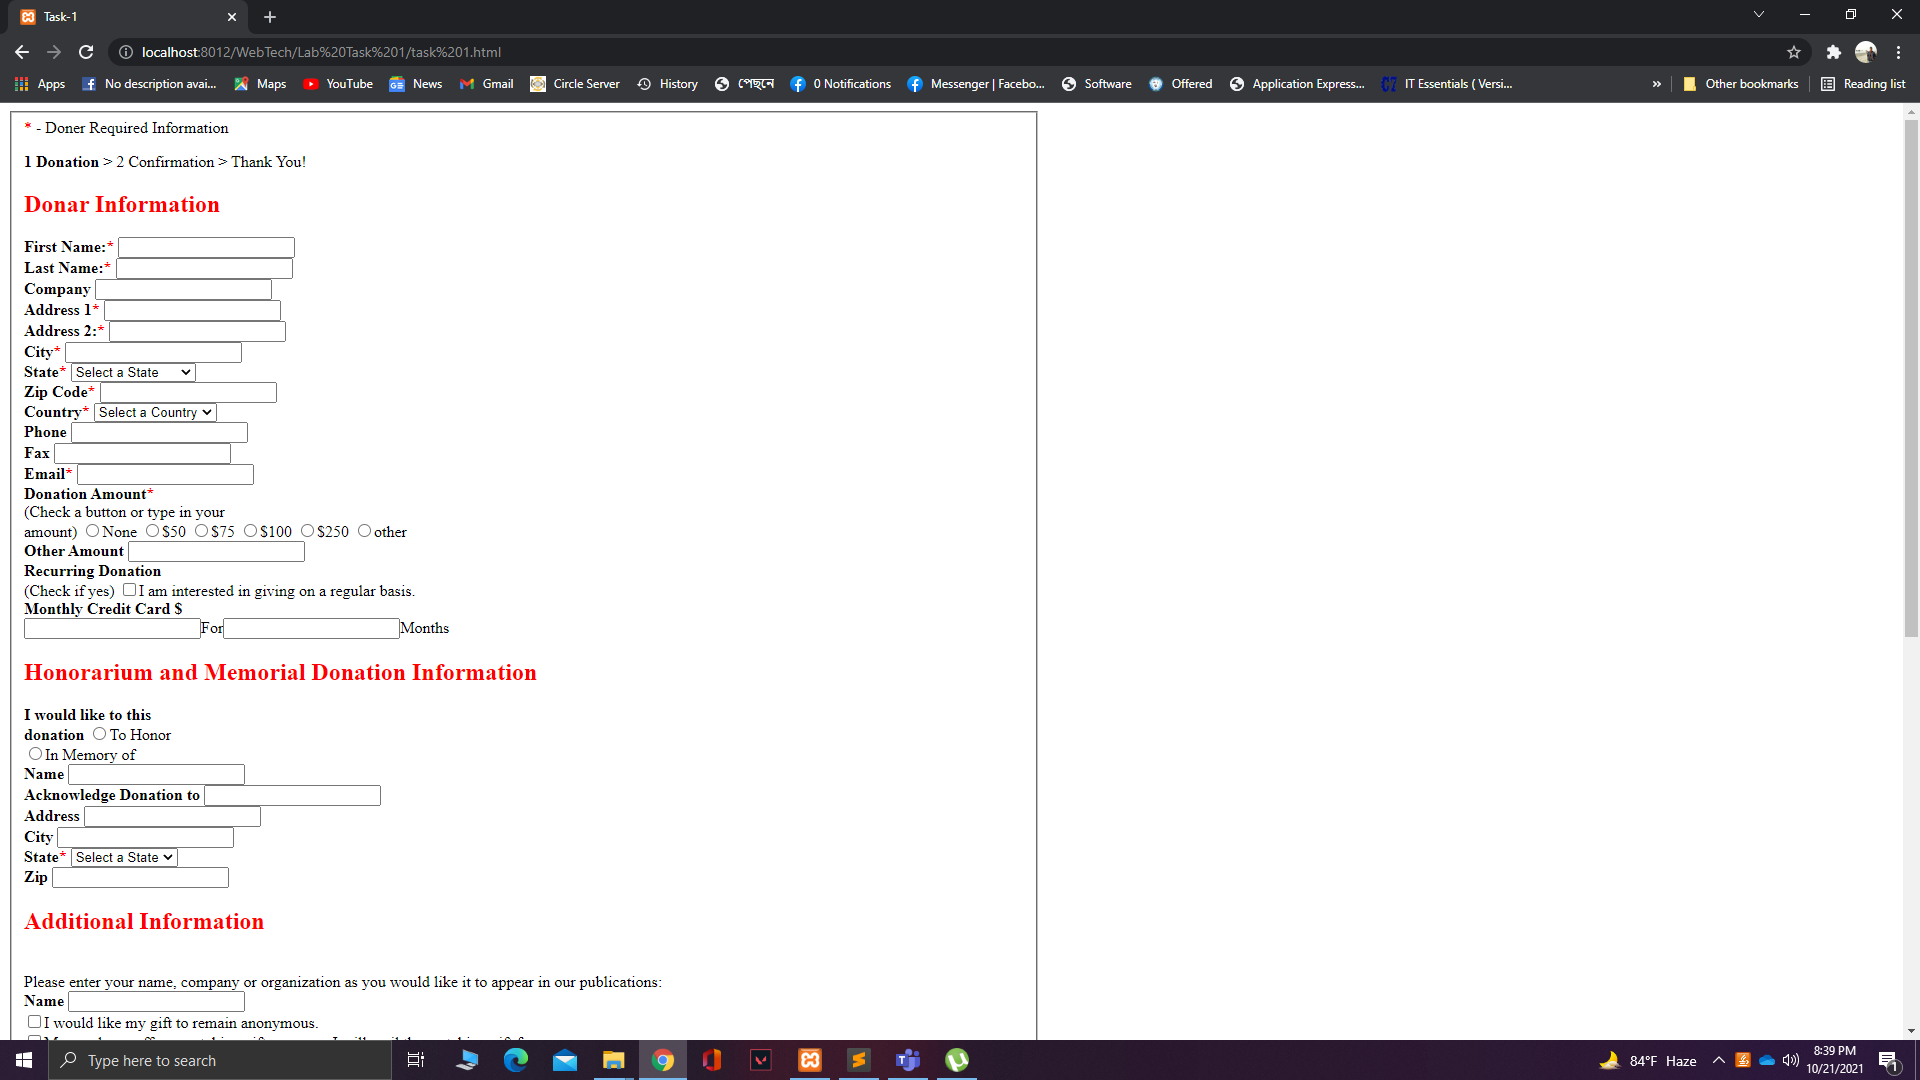 Task-1
localhost:8012/WebTech/Lab%20Task%201/task%201.html
Apps No description avai... Maps YouTube News Gmail Circle Server History পেছনে 0 Notifications Messenger | Facebo... Software Offered Application Express... IT Essentials ( Versi... » Other bookmarks Reading list
* - Doner Required Information
1 Donation > 2 Confirmation > Thank You!
Donar Information
First Name:*
Last Name:*
Company
Address 1*
Address 2:*
City*
State* Select a State
Zip Code*
Country* Select a Country
Phone
Fax
Email*
Donation Amount*
(Check a button or type in your
amount) None $50 $75 $100 $250 other
Other Amount
Recurring Donation
(Check if yes) I am interested in giving on a regular basis.
Monthly Credit Card $
For Months
Honorarium and Memorial Donation Information
I would like to this
donation To Honor
In Memory of
Name
Acknowledge Donation to
Address
City
State* Select a State
Zip
Additional Information
Please enter your name, company or organization as you would like it to appear in our publications:
Name
I would like my gift to remain anonymous.
Type here to search
84°F Haze
8:39 PM
10/21/2021
1